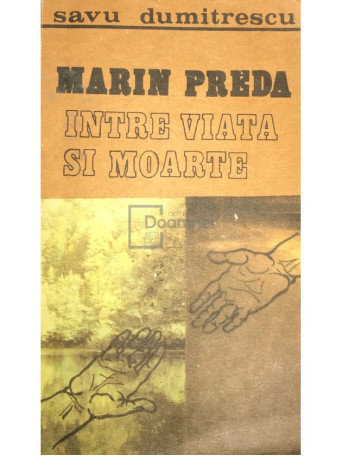 savu dumitrescu
MARIN PREDA
INTRE VIATA
SI MOARTE